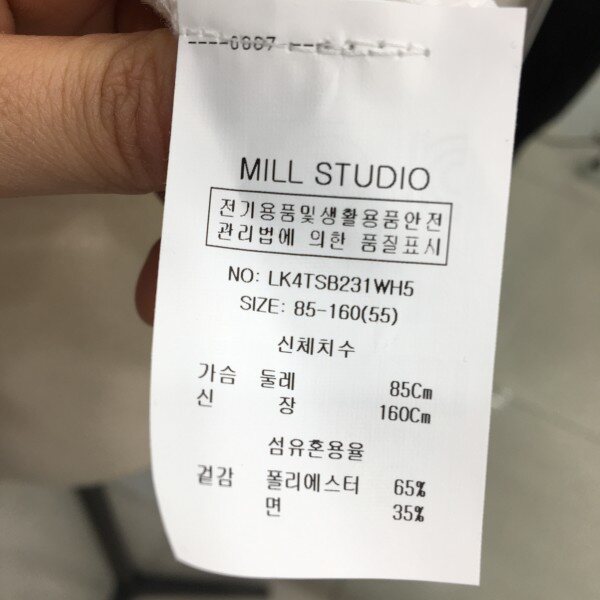 MILL STUDIO
전기용품및생활용품안전
관리법에 의한 품질표시
NO: LK4TSB231WH5
SIZE: 85-160(55)
신체치수
가슴 둘레 85Cm
신 장 160Cm
섬유혼용율
겉감 폴리에스터 65%
면 35%